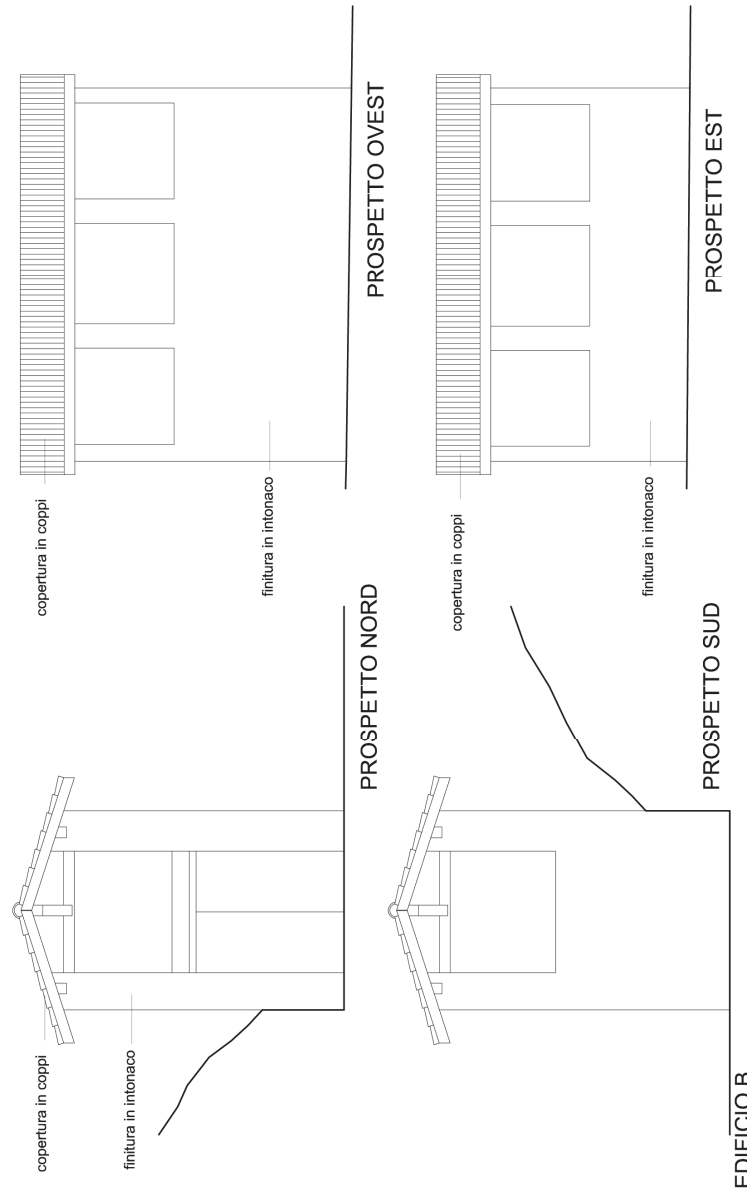 copertura in coppi
finitura in intonaco
PROSPETTO NORD
copertura in coppi
finitura in intonaco
PROSPETTO OVEST
PROSPETTO SUD
copertura in coppi
finitura in intonaco
PROSPETTO EST
EDIFICIO B